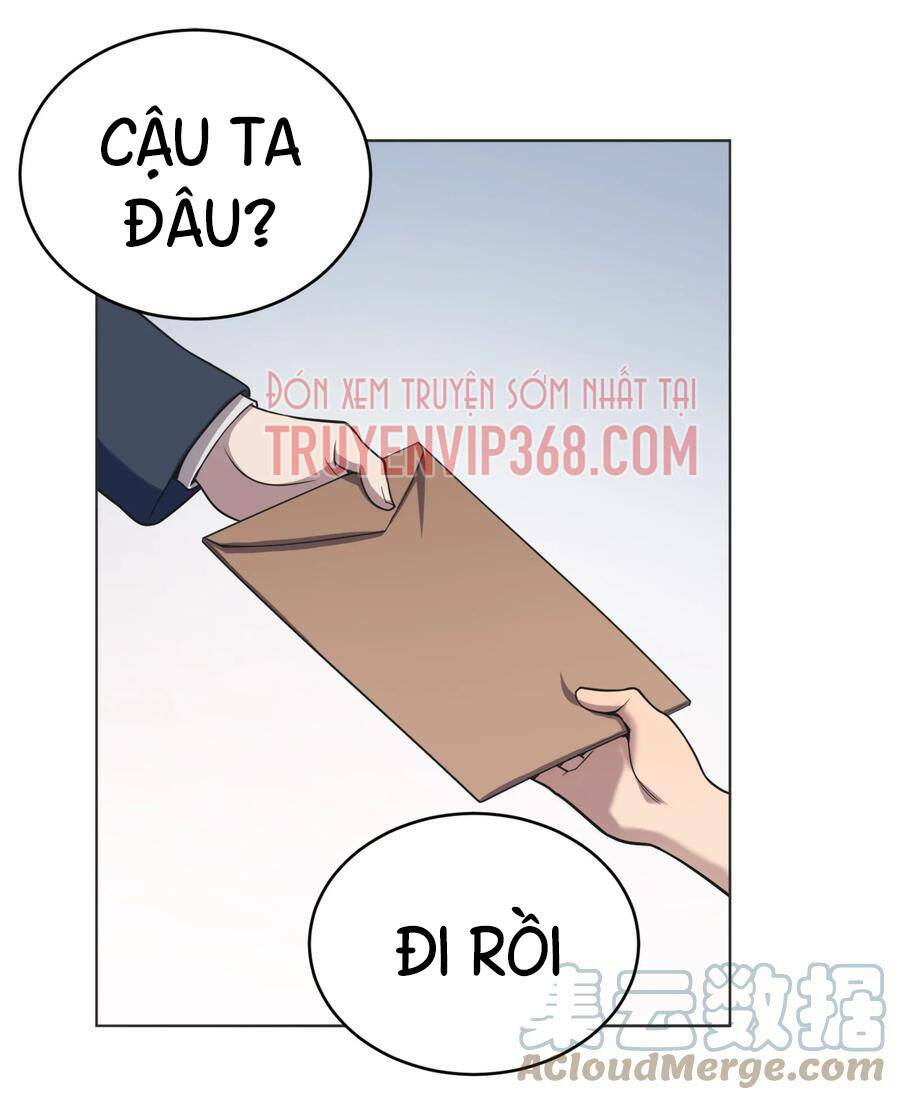 CẬU TA
ĐÂU?
ĐÓN XEM TRUYỆN SỚM NHẤT TẠI
TRUYENVIP368.COM
ĐI RỒI
集云数据
ACloudMerge.com